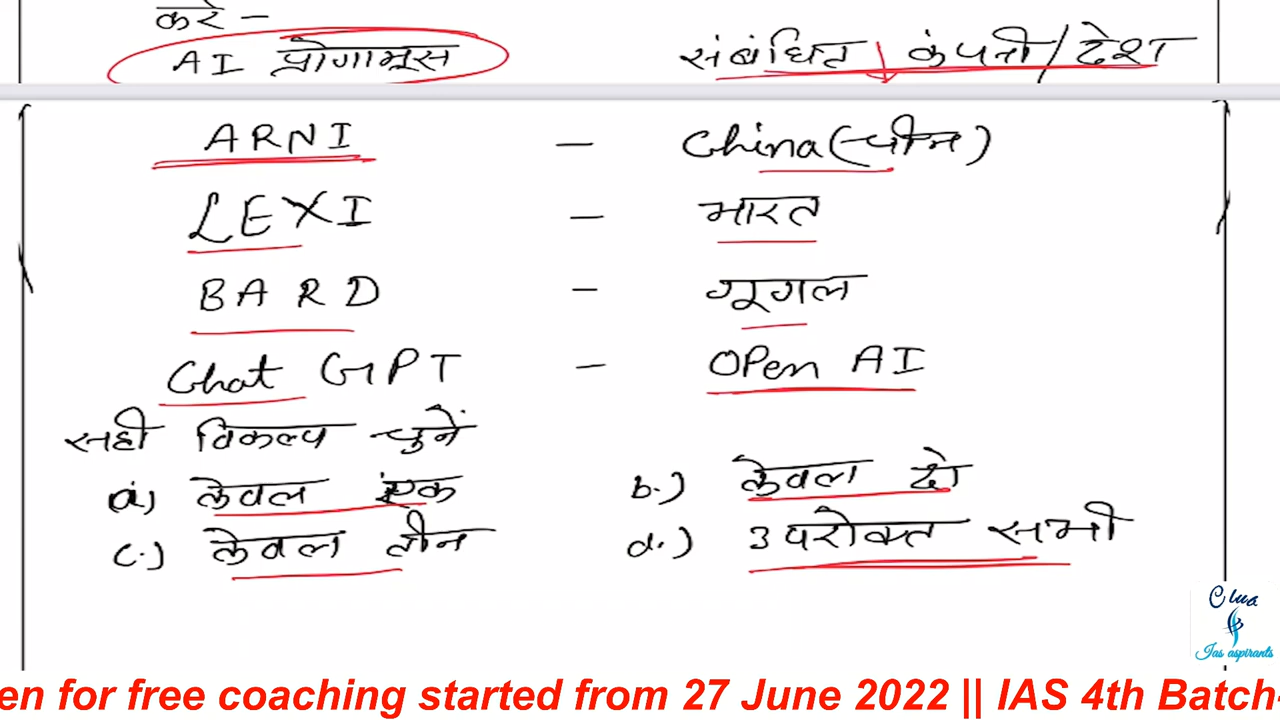 करे -
AI प्रोग्राम्स संबंधित कंपनी/देश
ARNI - China (चीन)
LEXI - भारत
BARD - गूगल
Chat GPT - OPen AI
सही विकल्प चुनें
a) केवल एक b.) केवल दो
c.) केवल तीन d.) उपरोक्त सभी
Clua
Ias aspirants
en for free coaching started from 27 June 2022 || IAS 4th Batch-